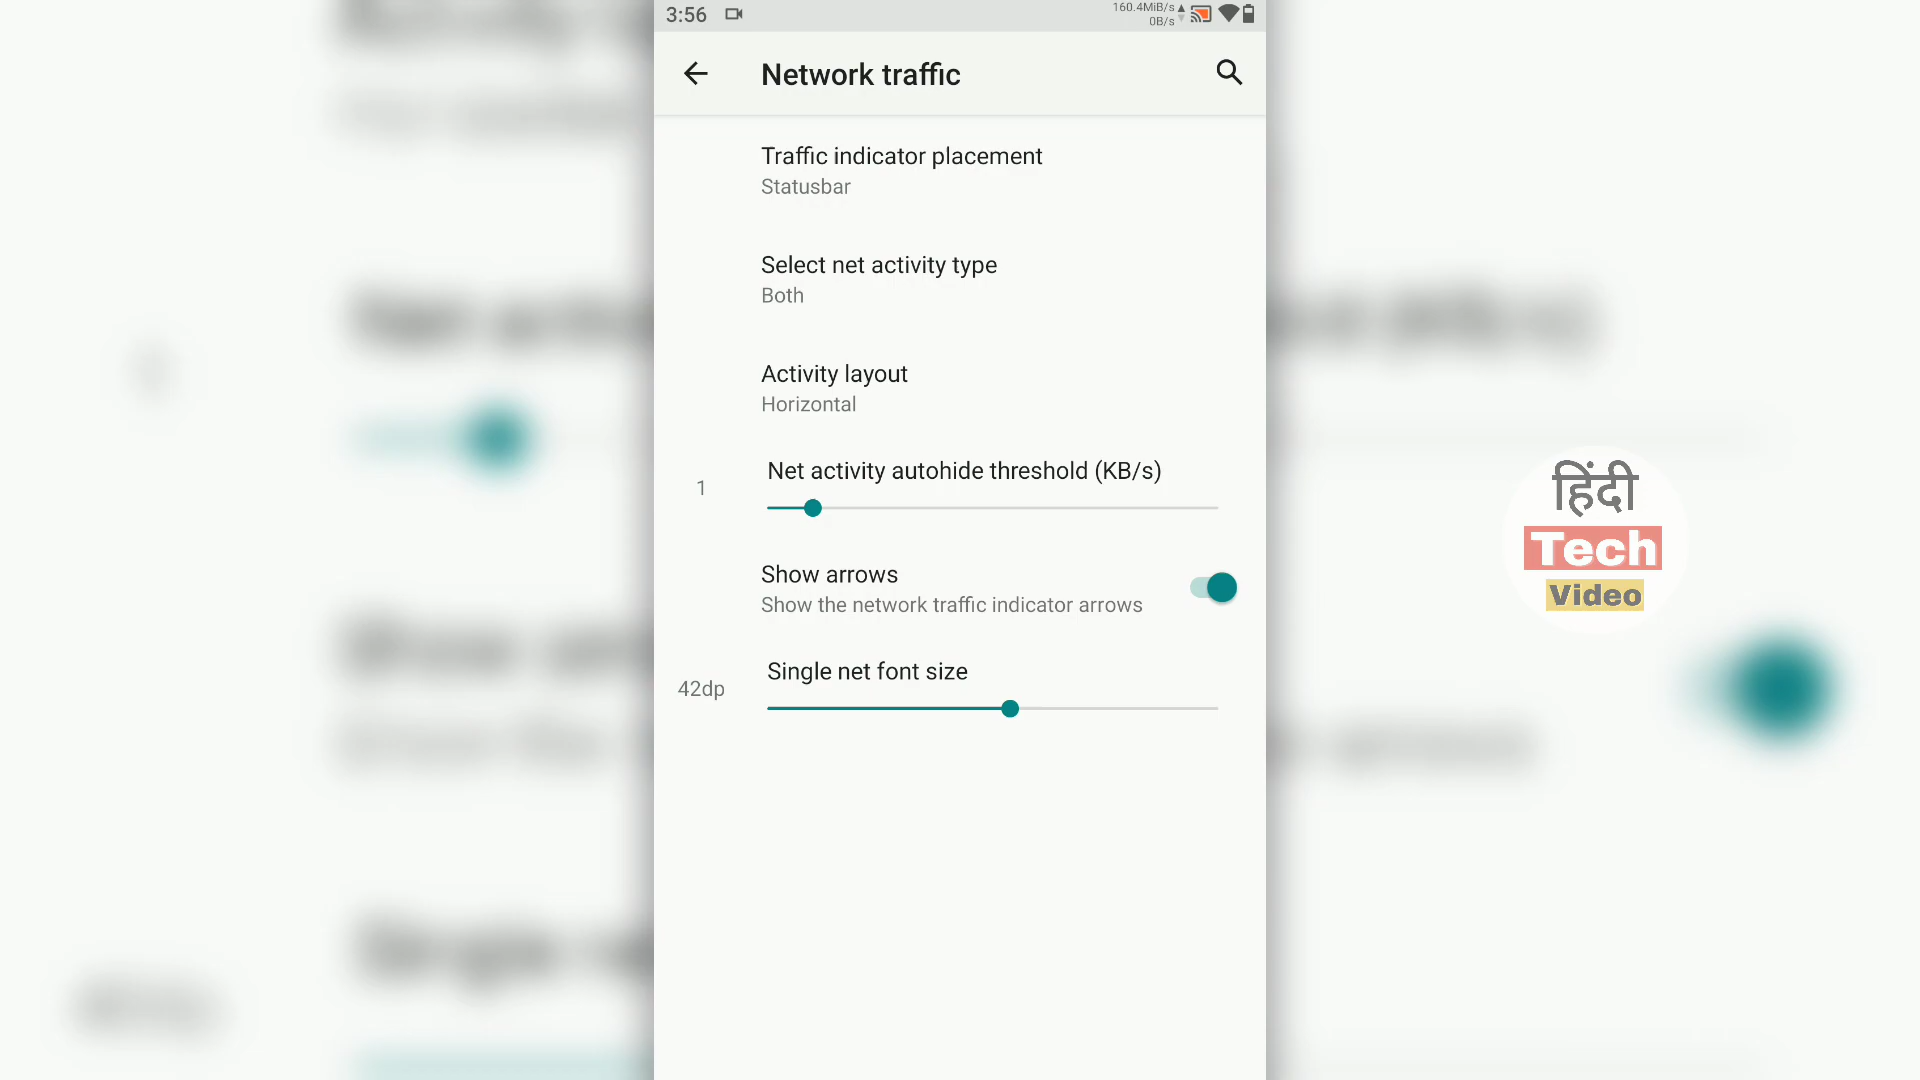 3:56
160.4MiB/s
0B/s
Network traffic
Traffic indicator placement
Statusbar
Select net activity type
Both
Activity layout
Horizontal
Net activity autohide threshold (KB/s)
1
Show arrows
Show the network traffic indicator arrows
Single net font size
42dp
हिंदी
Tech
Video